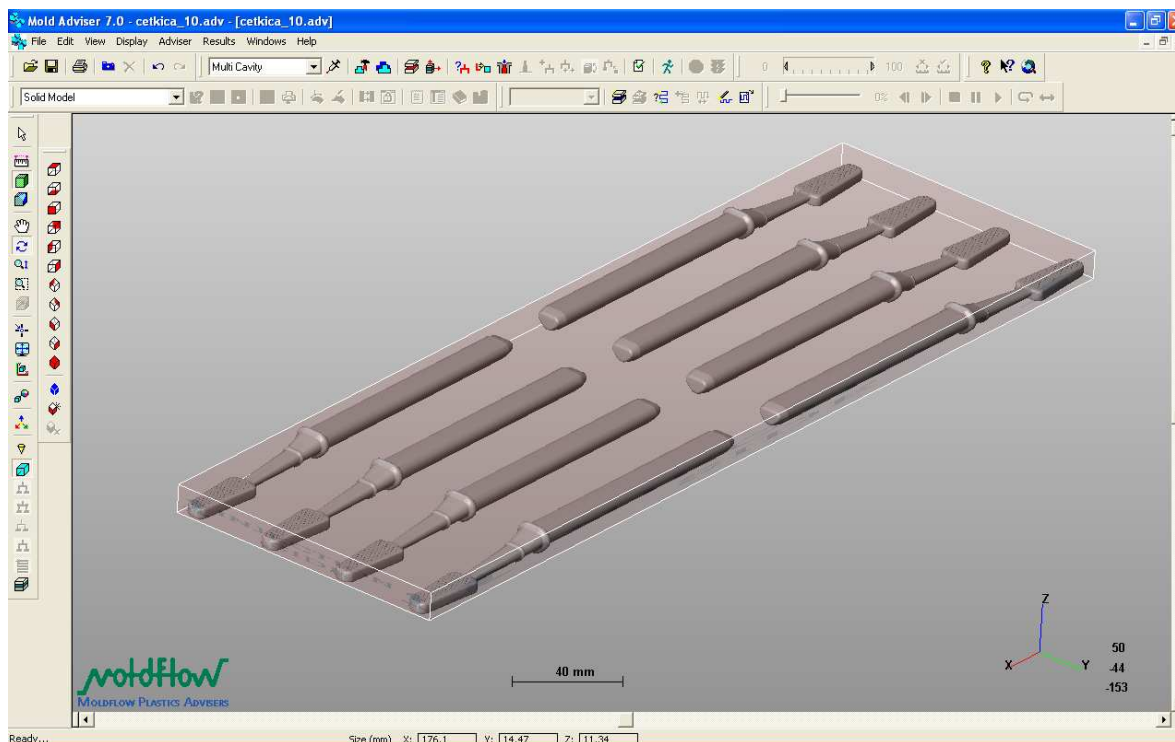 Mold Adviser 7.0 - cetkica_10.adv - [cetkica_10.adv]
File Edit View Display Adviser Results Windows Help
Multi Cavity 0 100
Solid Model 0%
Z
X
Y
50
-44
-153
40 mm
moldflow
MOLDFLOW PLASTICS ADVISERS
Ready... Size (mm) X: 176.1 Y: 14.47 Z: 11.34